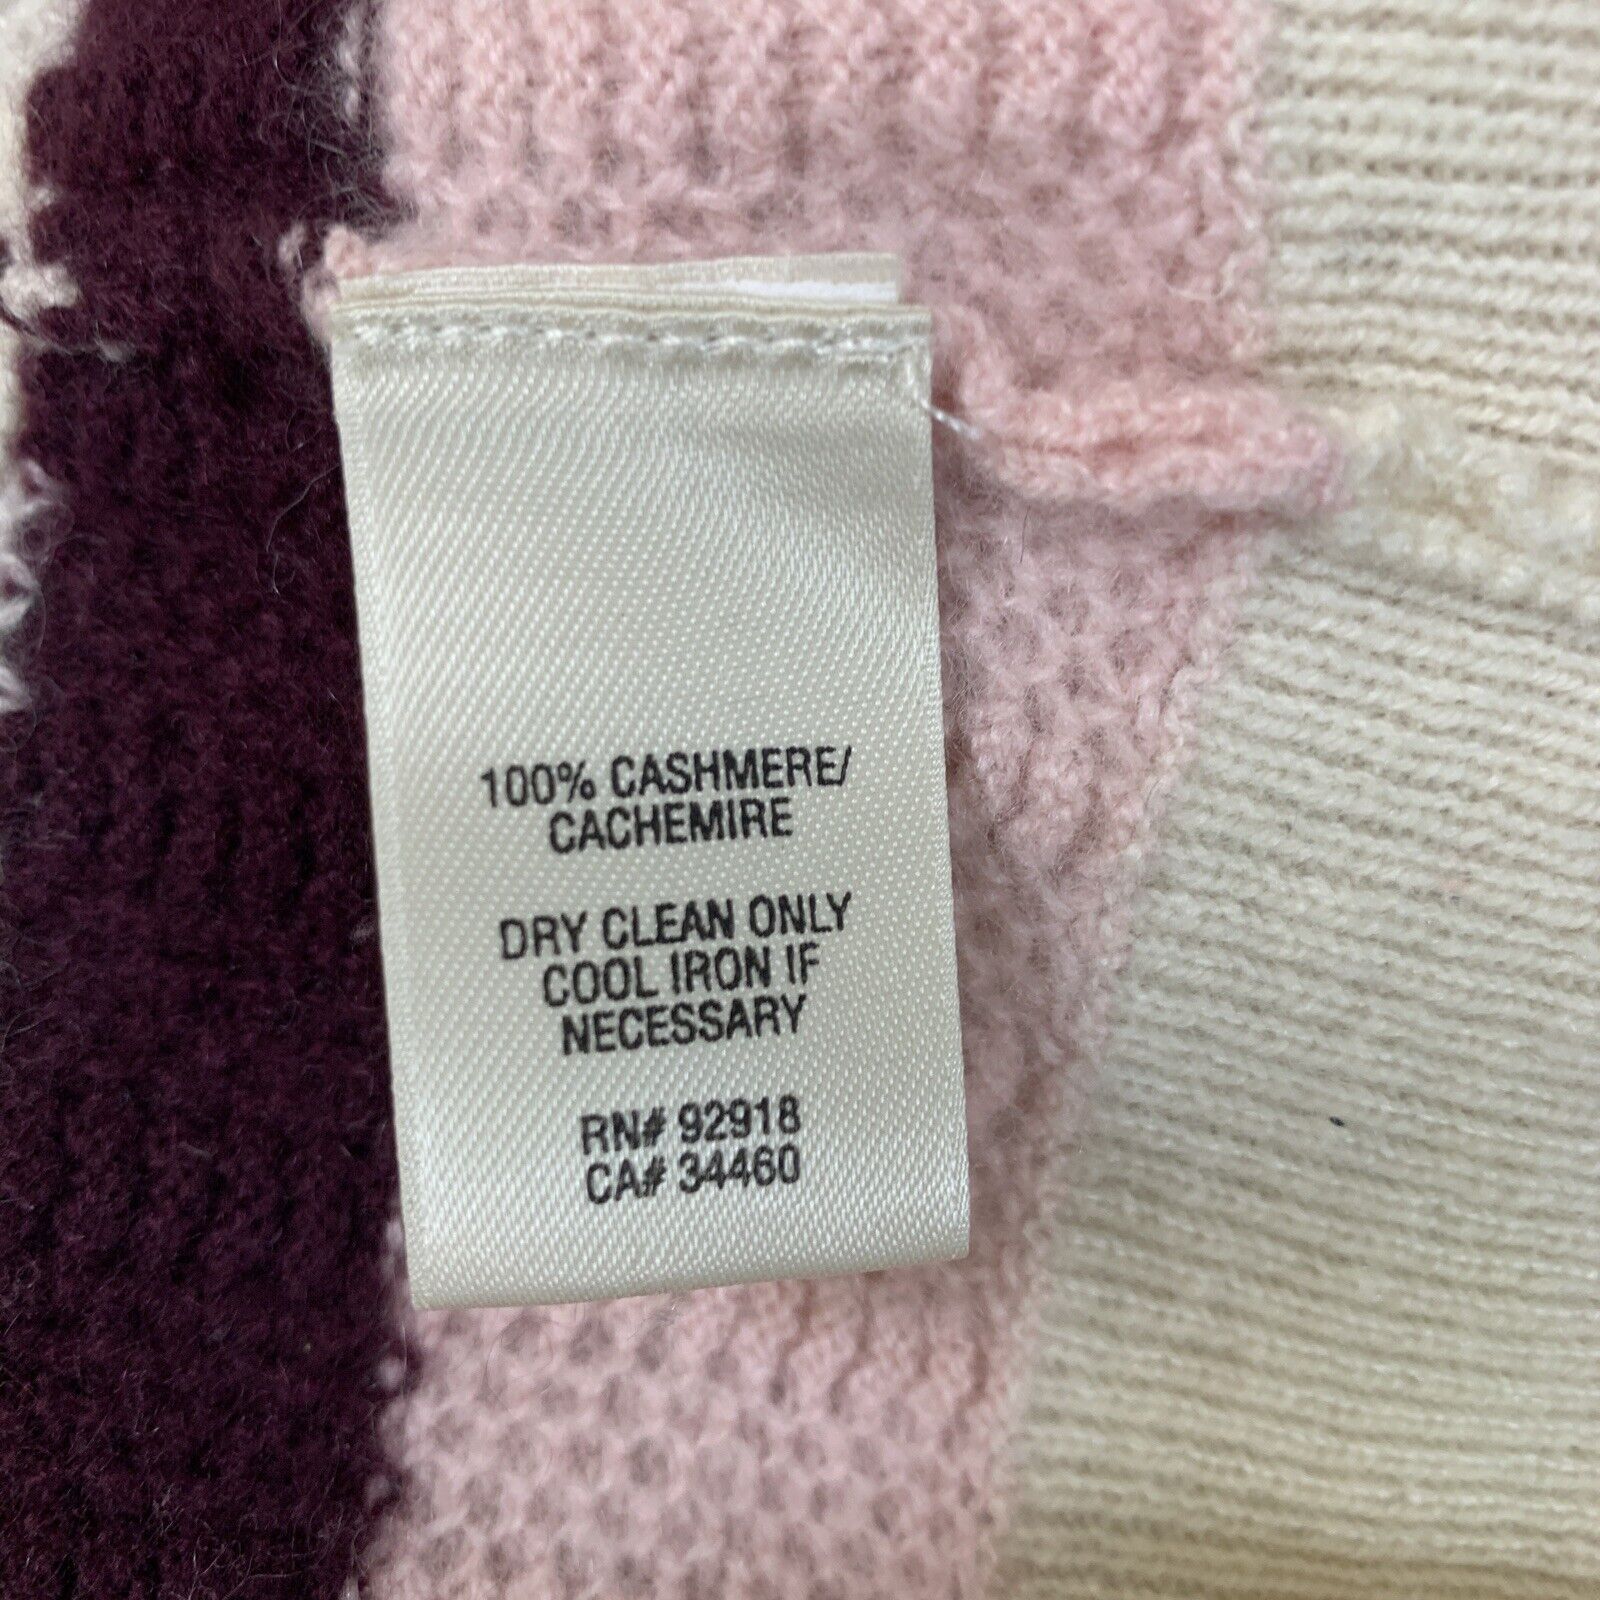 100% CASHMERE/
CACHEMIRE
DRY CLEAN ONLY
COOL IRON IF
NECESSARY
RN# 92918
CA# 34460